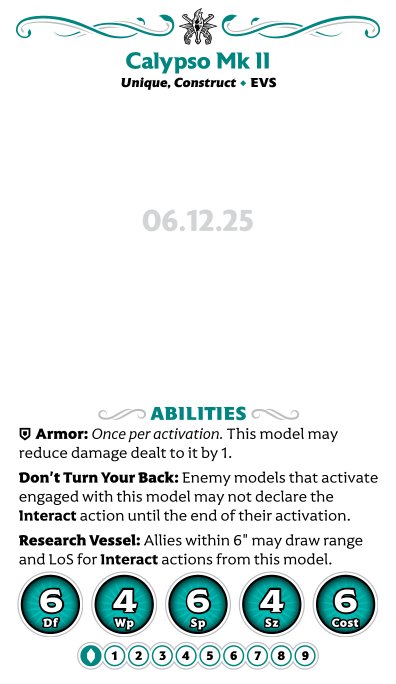 Calypso Mk II
Unique, Construct ⬥ EVS
06.12.25
ABILITIES
Armor: Once per activation. This model may
reduce damage dealt to it by 1.
Don't Turn Your Back: Enemy models that activate
engaged with this model may not declare the
Interact action until the end of their activation.
Research Vessel: Allies within 6" may draw range
and LoS for Interact actions from this model.
6 4 6 4 6
Df Wp Sp Sz Cost
1 2 3 4 5 6 7 8 9